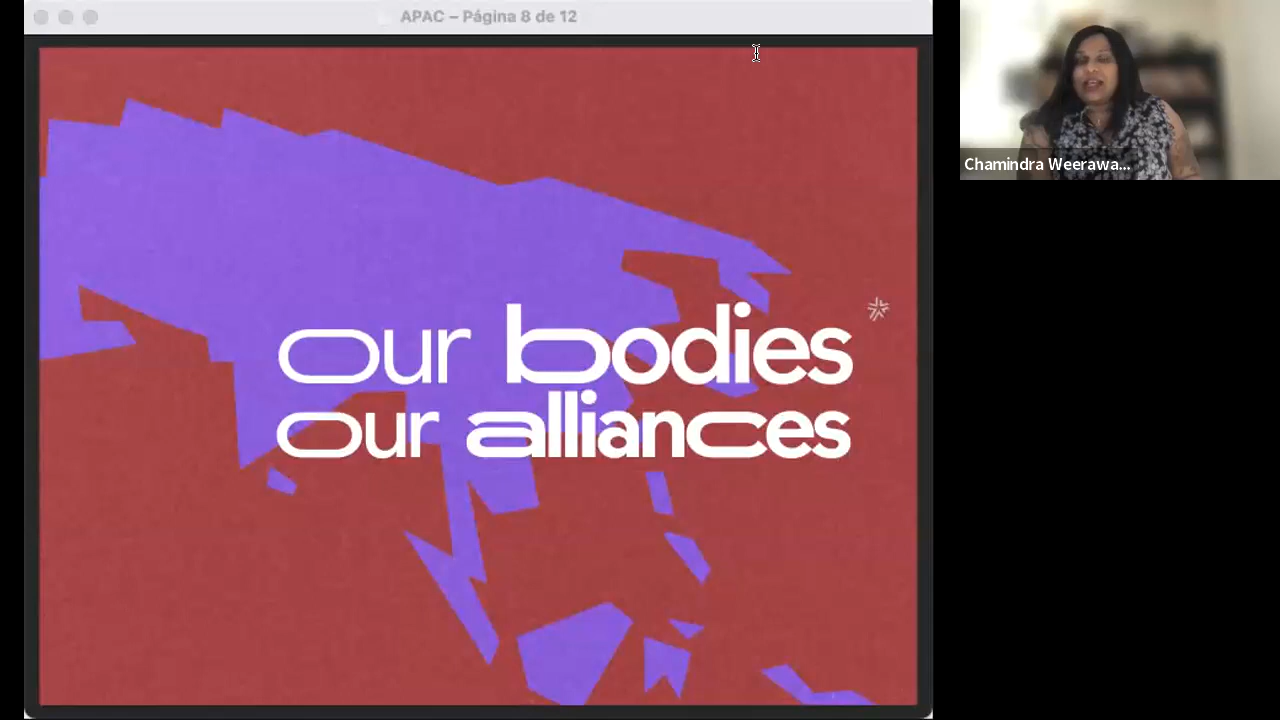 APAC – Página 8 de 12
our bodies
our alliances
Chamindra Weerawa...